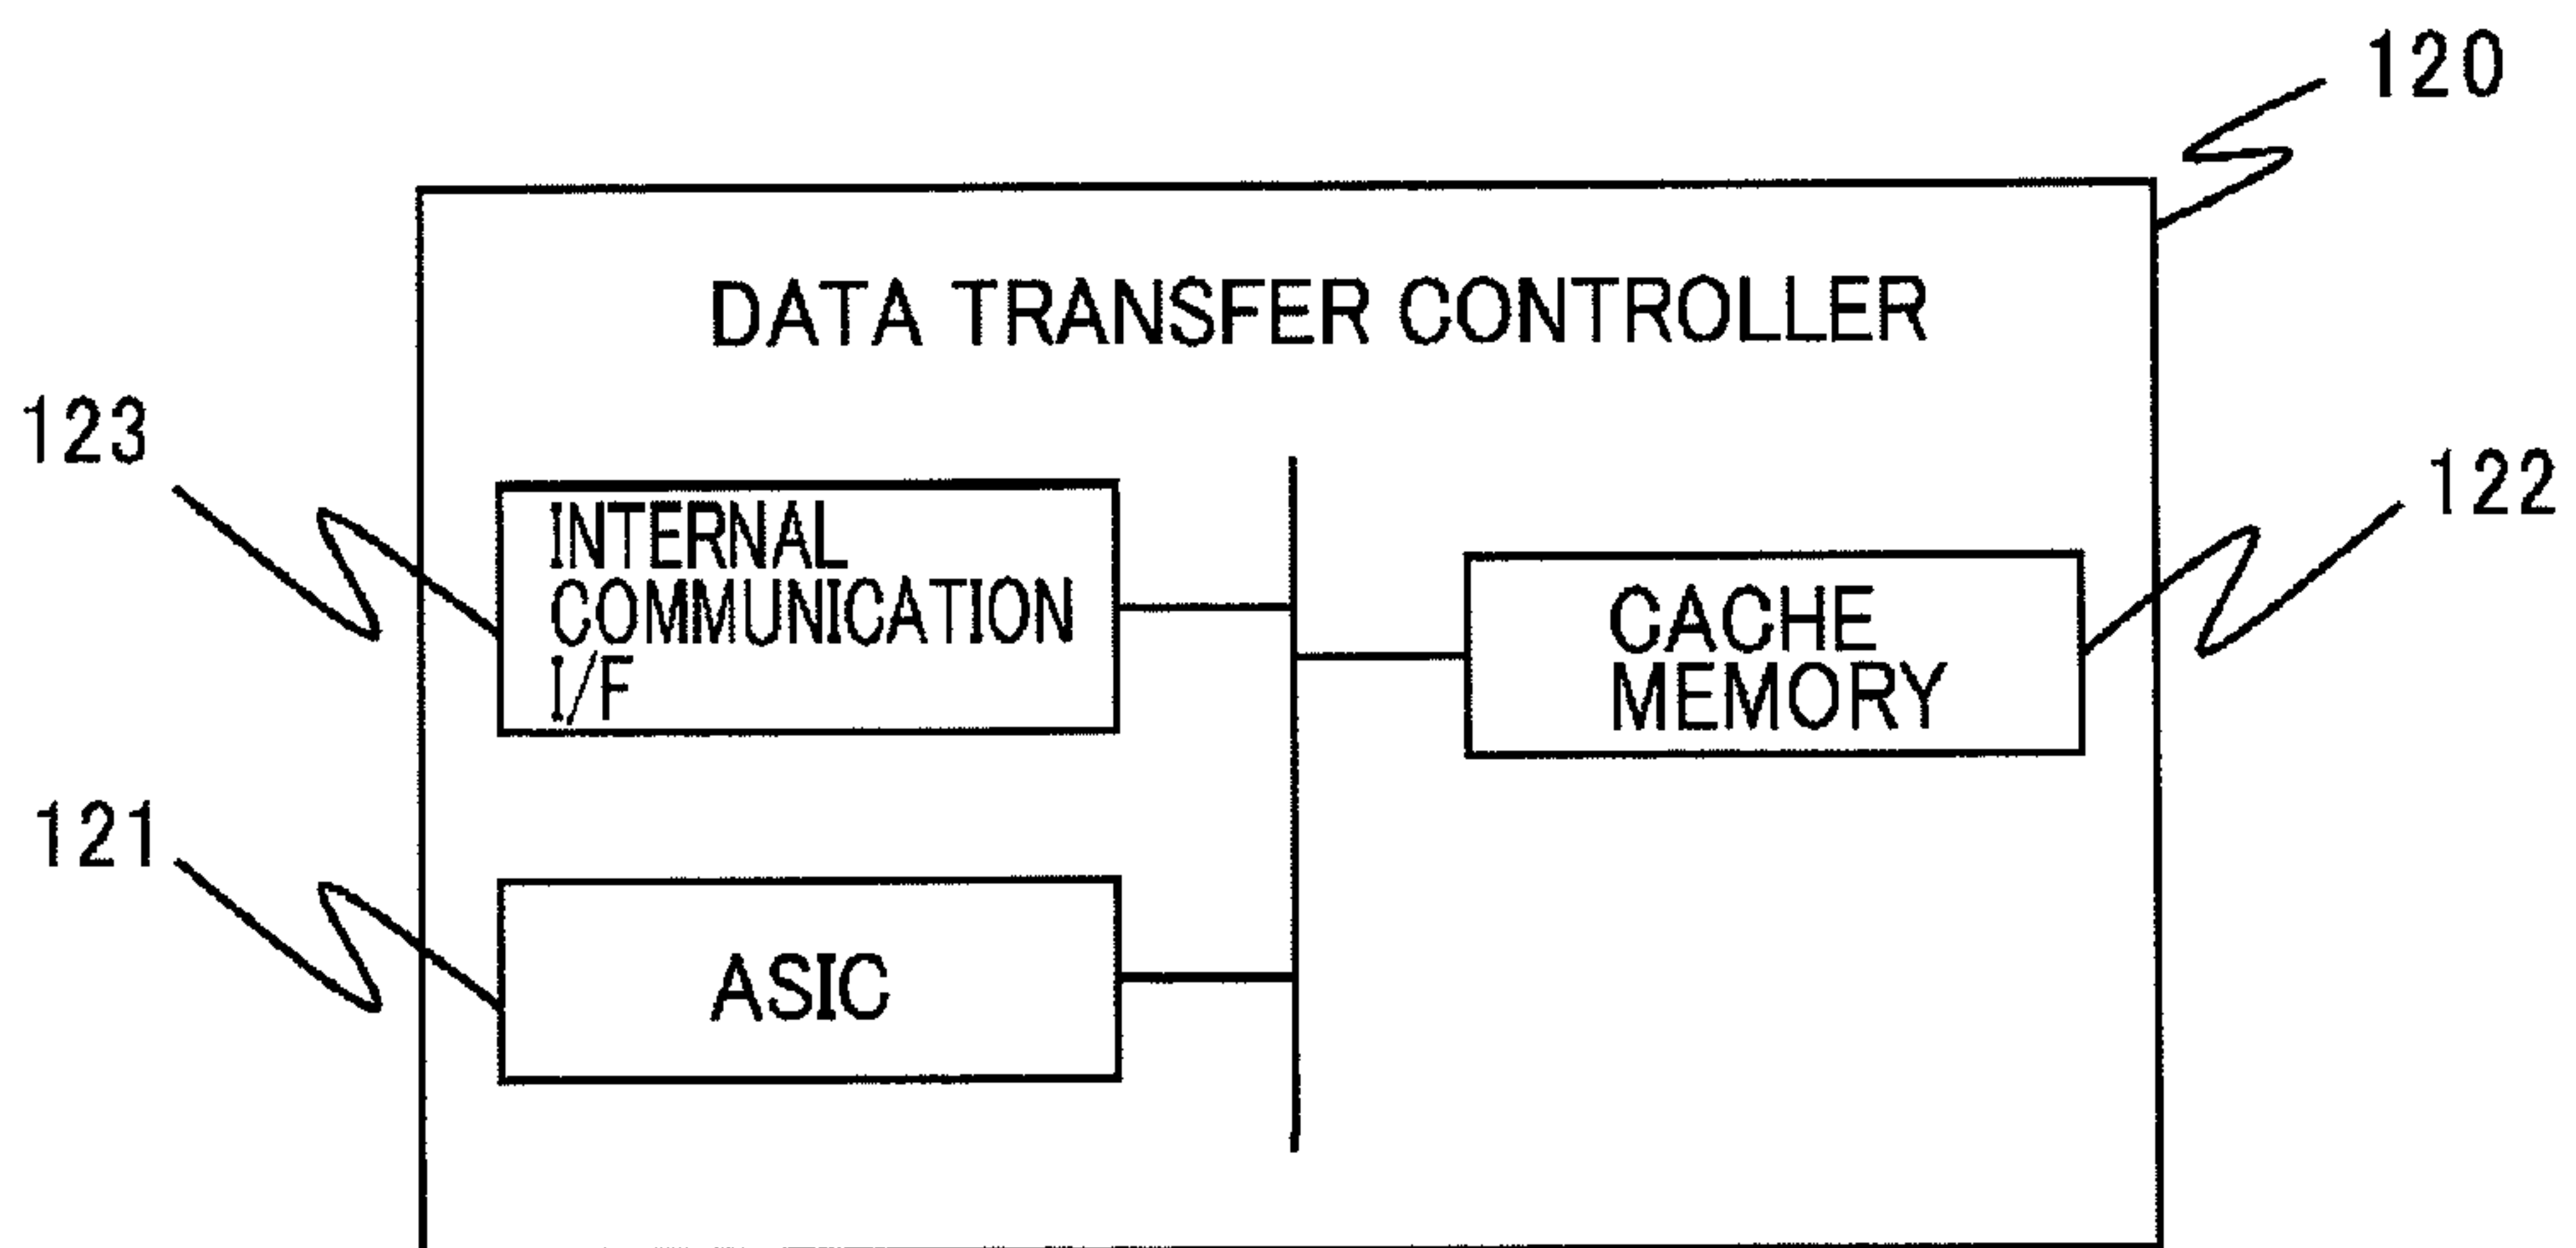 120
DATA TRANSFER CONTROLLER
123
INTERNAL
COMMUNICATION
I/F
122
CACHE
MEMORY
121
ASIC